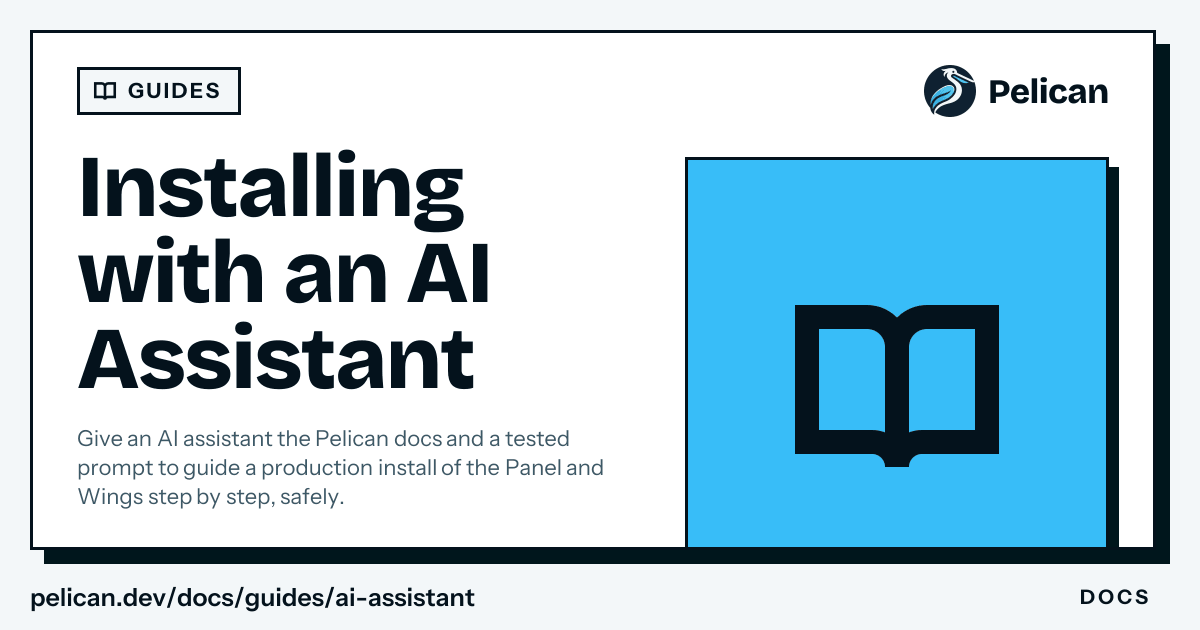 GUIDES
Pelican
Installing
with an AI
Assistant
Give an AI assistant the Pelican docs and a tested
prompt to guide a production install of the Panel and
Wings step by step, safely.
pelican.dev/docs/guides/ai-assistant
DOCS